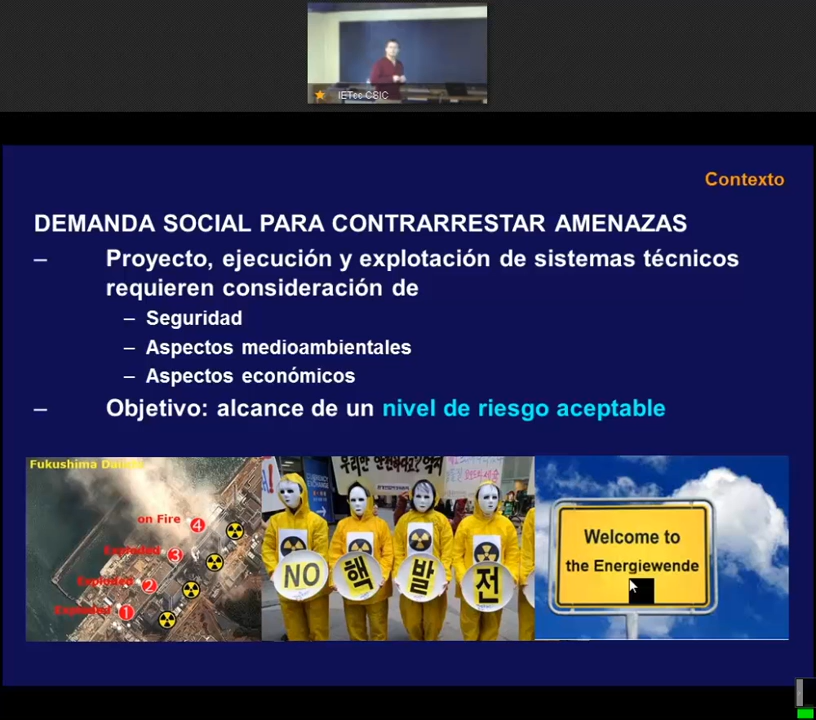 IETcc CSIC
Contexto
DEMANDA SOCIAL PARA CONTRARRESTAR AMENAZAS
– Proyecto, ejecución y explotación de sistemas técnicos
requieren consideración de
– Seguridad
– Aspectos medioambientales
– Aspectos económicos
– Objetivo: alcance de un nivel de riesgo aceptable
Fukushima
on Fire 4
Exploded 3
Exploded 2
Exploded 1
NO 핵 발 전
Welcome to
the Energiewende